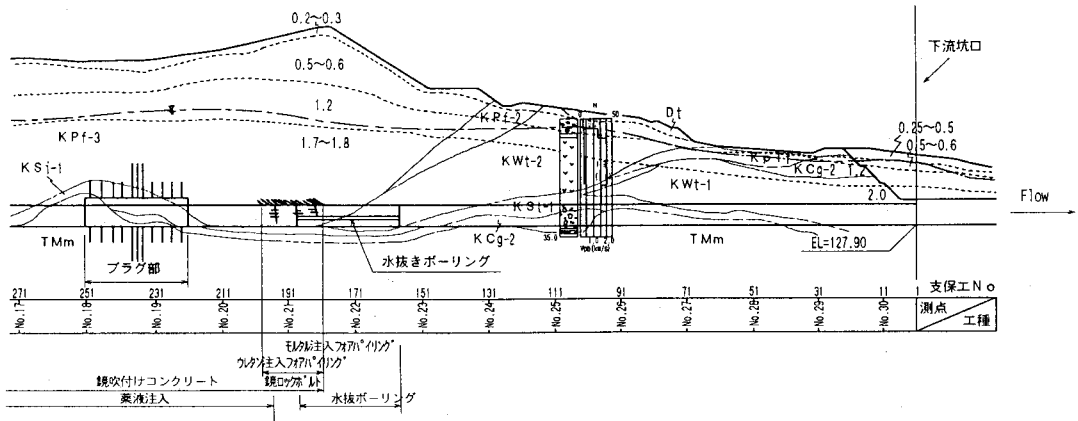 0.2～0.3
下流坑口
0.5～0.6
N
0 50
1.2
Dt
KPf-2
0.25～0.5
0.5～0.6
KPf-3
1.7～1.8
KCg-2
1.2
KSi-1
KWt-2
KWt-1
2.0
Flow
KSt-1
TMm
KCg-2
TMm
35.0
EL=127.90
水抜きボーリング
プラグ部
271 251 231 211 191 171 151 131 91 71 51 31 11 1 支保工No
No.17 No.18 No.19 No.20 No.21 No.22 No.23 No.24 No.25 No.26 No.27 No.28 No.29 No.30 測点
工種
モルタル注入フォアパイリング
ウレタン注入フォアパイリング
鏡吹付けコンクリート 鏡ロックボルト
薬液注入 水抜ボーリング